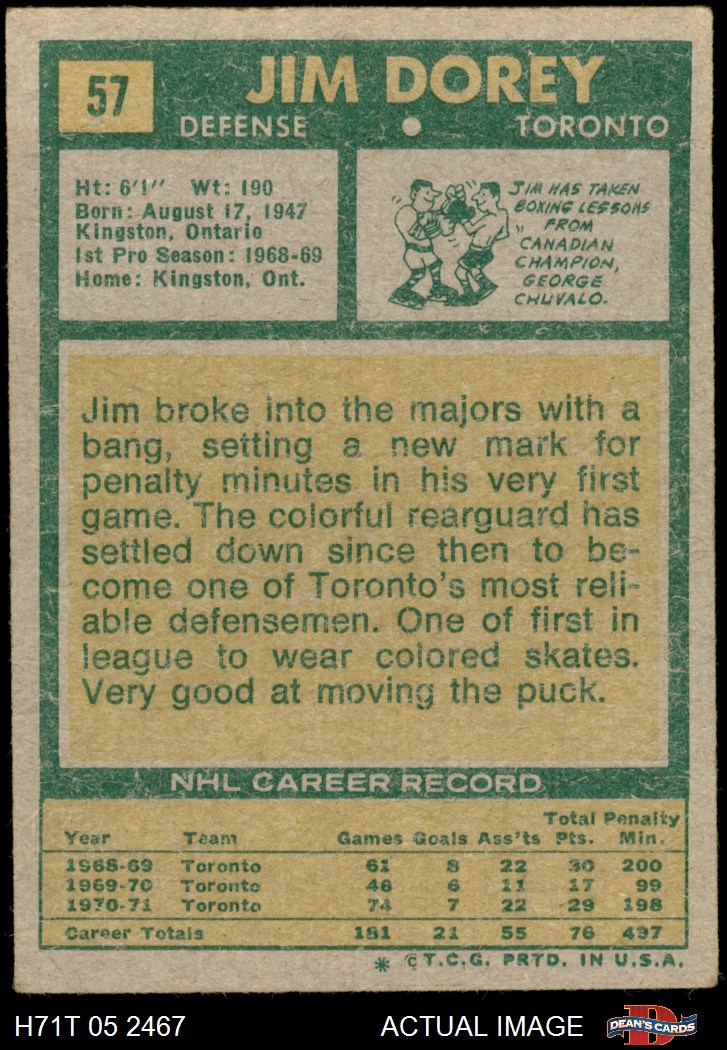 57
JIM DOREY
DEFENSE TORONTO
Ht: 6'1" Wt: 190
Born: August 17, 1947
Kingston, Ontario
1st Pro Season: 1968-69
Home: Kingston, Ont.
JIM HAS TAKEN
BOXING LESSONS
FROM
CANADIAN
CHAMPION,
GEORGE
CHUVALO.
Jim broke into the majors with a
bang, setting a new mark for
penalty minutes in his very first
game. The colorful rearguard has
settled down since then to be-
come one of Toronto's most reli-
able defensemen. One of first in
league to wear colored skates.
Very good at moving the puck.
NHL CAREER RECORD
Total Penalty
Year Team Games Goals Ass'ts Pts. Min.
1968-69 Toronto 61 8 22 30 200
1969-70 Toronto 46 6 11 17 99
1970-71 Toronto 74 7 22 29 198
Career Totals 181 21 55 76 497
* © T.C.G. PRTD. IN U.S.A.
H71T 05 2467 ACTUAL IMAGE D DEAN'S CARDS